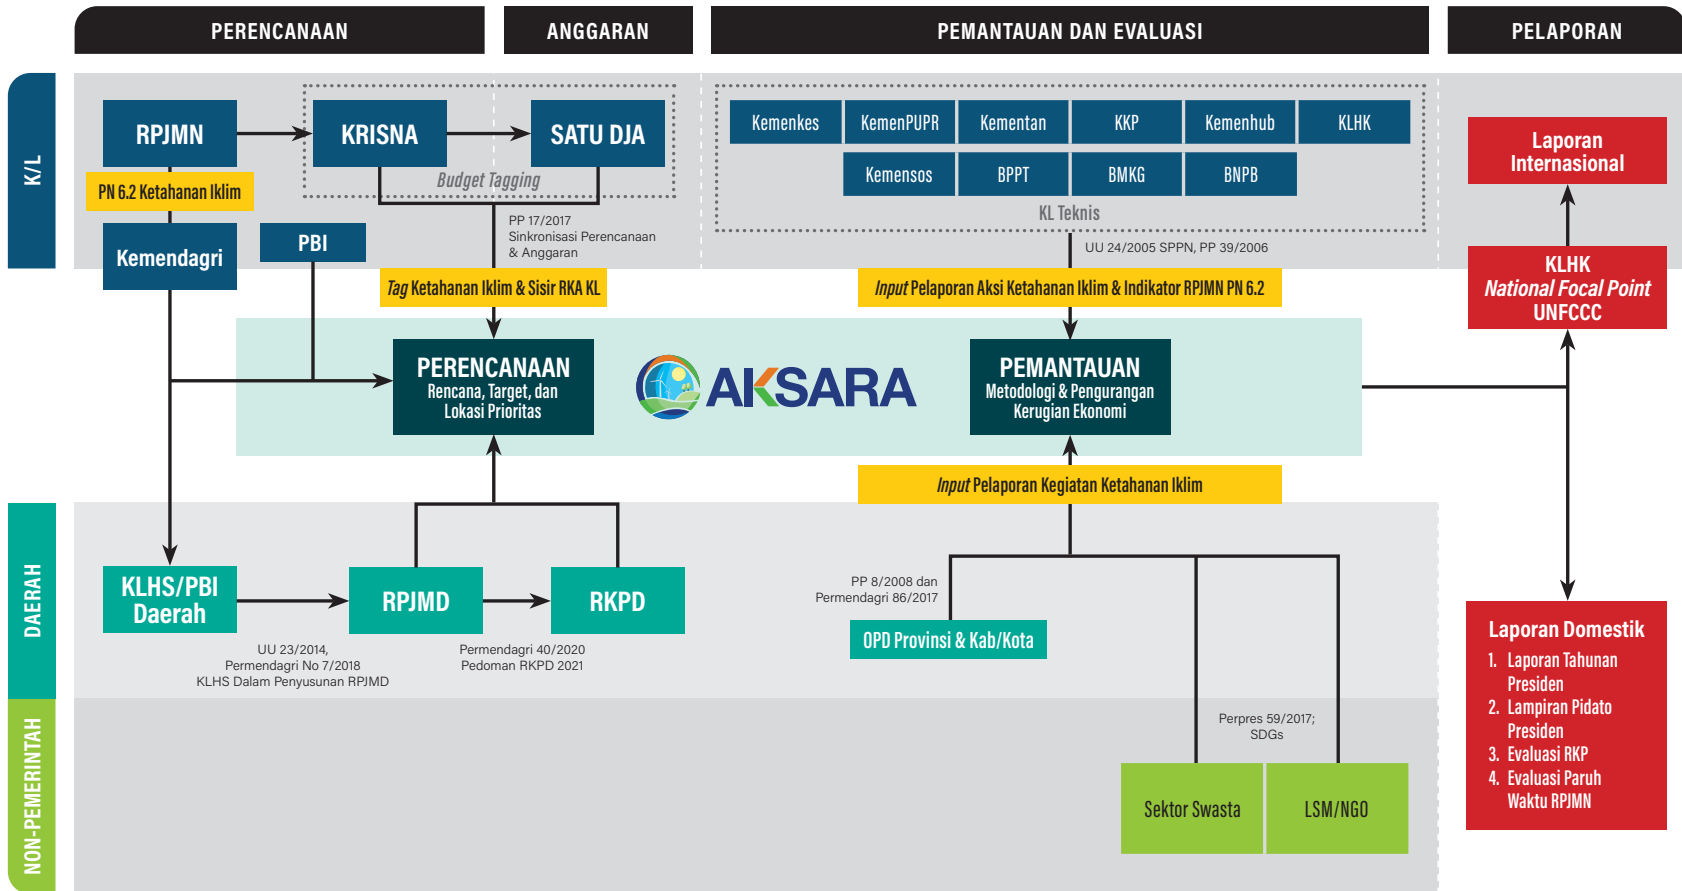 PERENCANAAN
ANGGARAN
PEMANTAUAN DAN EVALUASI
PELAPORAN
K/L
RPJMN
KRISNA
SATU DJA
Budget Tagging
PN 6.2 Ketahanan Iklim
Kemendagri
PBI
PP 17/2017
Sinkronisasi Perencanaan
& Anggaran
Tag Ketahanan Iklim & Sisir RKA KL
Kemenkes
KemenPUPR
Kementan
KKP
Kemenhub
KLHK
Kemensos
BPPT
BMKG
BNPB
KL Teknis
UU 24/2005 SPPN, PP 39/2006
Input Pelaporan Aksi Ketahanan Iklim & Indikator RPJMN PN 6.2
Laporan
Internasional
KLHK
National Focal Point
UNFCCC
PERENCANAAN
Rencana, Target, dan
Lokasi Prioritas
AKSARA
PEMANTAUAN
Metodologi & Pengurangan
Kerugian Ekonomi
Input Pelaporan Kegiatan Ketahanan Iklim
DAERAH
KLHS/PBI
Daerah
RPJMD
RKPD
UU 23/2014,
Permendagri No 7/2018
KLHS Dalam Penyusunan RPJMD
Permendagri 40/2020
Pedoman RKPD 2021
PP 8/2008 dan
Permendagri 86/2017
OPD Provinsi & Kab/Kota
Laporan Domestik
1. Laporan Tahunan
Presiden
2. Lampiran Pidato
Presiden
3. Evaluasi RKP
4. Evaluasi Paruh
Waktu RPJMN
NON-PEMERINTAH
Perpres 59/2017;
SDGs
Sektor Swasta
LSM/NGO